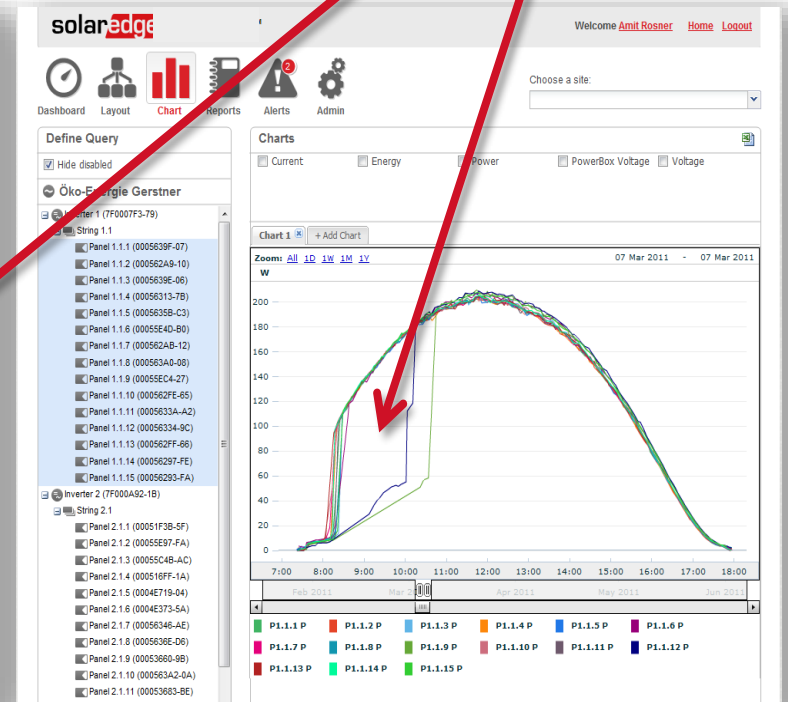 solaredge
Welcome Amit Rosner Home Logout
2
Dashboard Layout Chart Reports Alerts Admin
Choose a site:
Define Query
Hide disabled
Öko-Energie Gerstner
Inverter 1 (7F0007F3-79)
String 1.1
Panel 1.1.1 (0005639F-07)
Panel 1.1.2 (000562A9-10)
Panel 1.1.3 (0005639E-06)
Panel 1.1.4 (00056313-7B)
Panel 1.1.5 (0005635B-C3)
Panel 1.1.6 (00055E4D-B0)
Panel 1.1.7 (000562AB-12)
Panel 1.1.8 (000563A0-08)
Panel 1.1.9 (00055EC4-27)
Panel 1.1.10 (000562FE-65)
Panel 1.1.11 (0005633A-A2)
Panel 1.1.12 (00056334-9C)
Panel 1.1.13 (000562FF-66)
Panel 1.1.14 (00056297-FE)
Panel 1.1.15 (00056293-FA)
Inverter 2 (7F000A92-1B)
String 2.1
Panel 2.1.1 (00051F3B-5F)
Panel 2.1.2 (00055E97-FA)
Panel 2.1.3 (00055C4B-AC)
Panel 2.1.4 (000516FF-1A)
Panel 2.1.5 (0004E719-04)
Panel 2.1.6 (0004E373-5A)
Panel 2.1.7 (00056346-AE)
Panel 2.1.8 (0005636E-D6)
Panel 2.1.9 (00053660-9B)
Panel 2.1.10 (000563A2-0A)
Panel 2.1.11 (00053683-BE)
Charts
Current Energy Power PowerBox Voltage Voltage
Chart 1 + Add Chart
Zoom: All 1D 1W 1M 1Y 07 Mar 2011 - 07 Mar 2011
W
200
180
160
140
120
100
80
60
40
20
0
7:00 8:00 9:00 10:00 11:00 12:00 13:00 14:00 15:00 16:00 17:00 18:00
Feb 2011 Mar 2 Apr 2011 May 2011 Jun 2011
P1.1.1 P P1.1.2 P P1.1.3 P P1.1.4 P P1.1.5 P P1.1.6 P
P1.1.7 P P1.1.8 P P1.1.9 P P1.1.10 P P1.1.11 P P1.1.12 P
P1.1.13 P P1.1.14 P P1.1.15 P